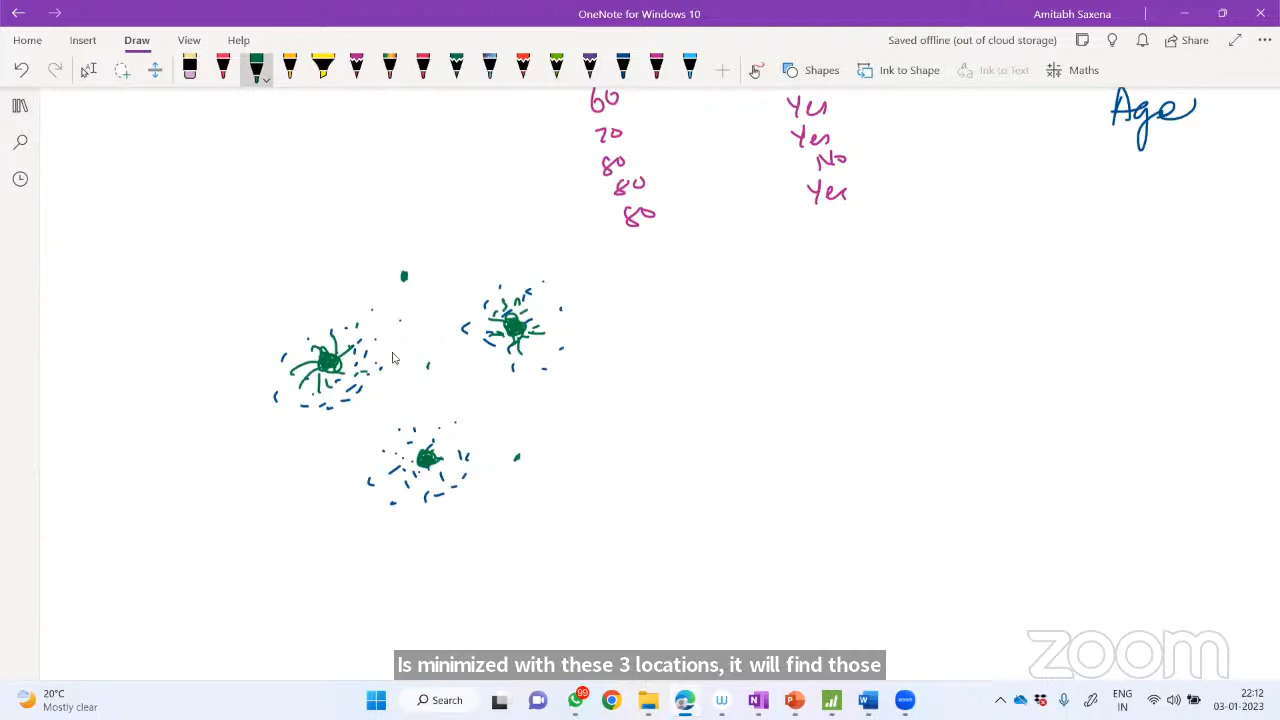 OneNote for Windows 10
Amitabh Saxena
Home Insert Draw View Help
Saved offline (out of cloud storage)
Share
Shapes
Ink to Shape
Ink to Text
Maths
60 Yes
70 Yes
80 No
80 Yes
80
Age
Is minimized with these 3 locations, it will find those
zoom
20°C
Mostly clear
Search
99
ENG
IN
22:12
03-01-2023